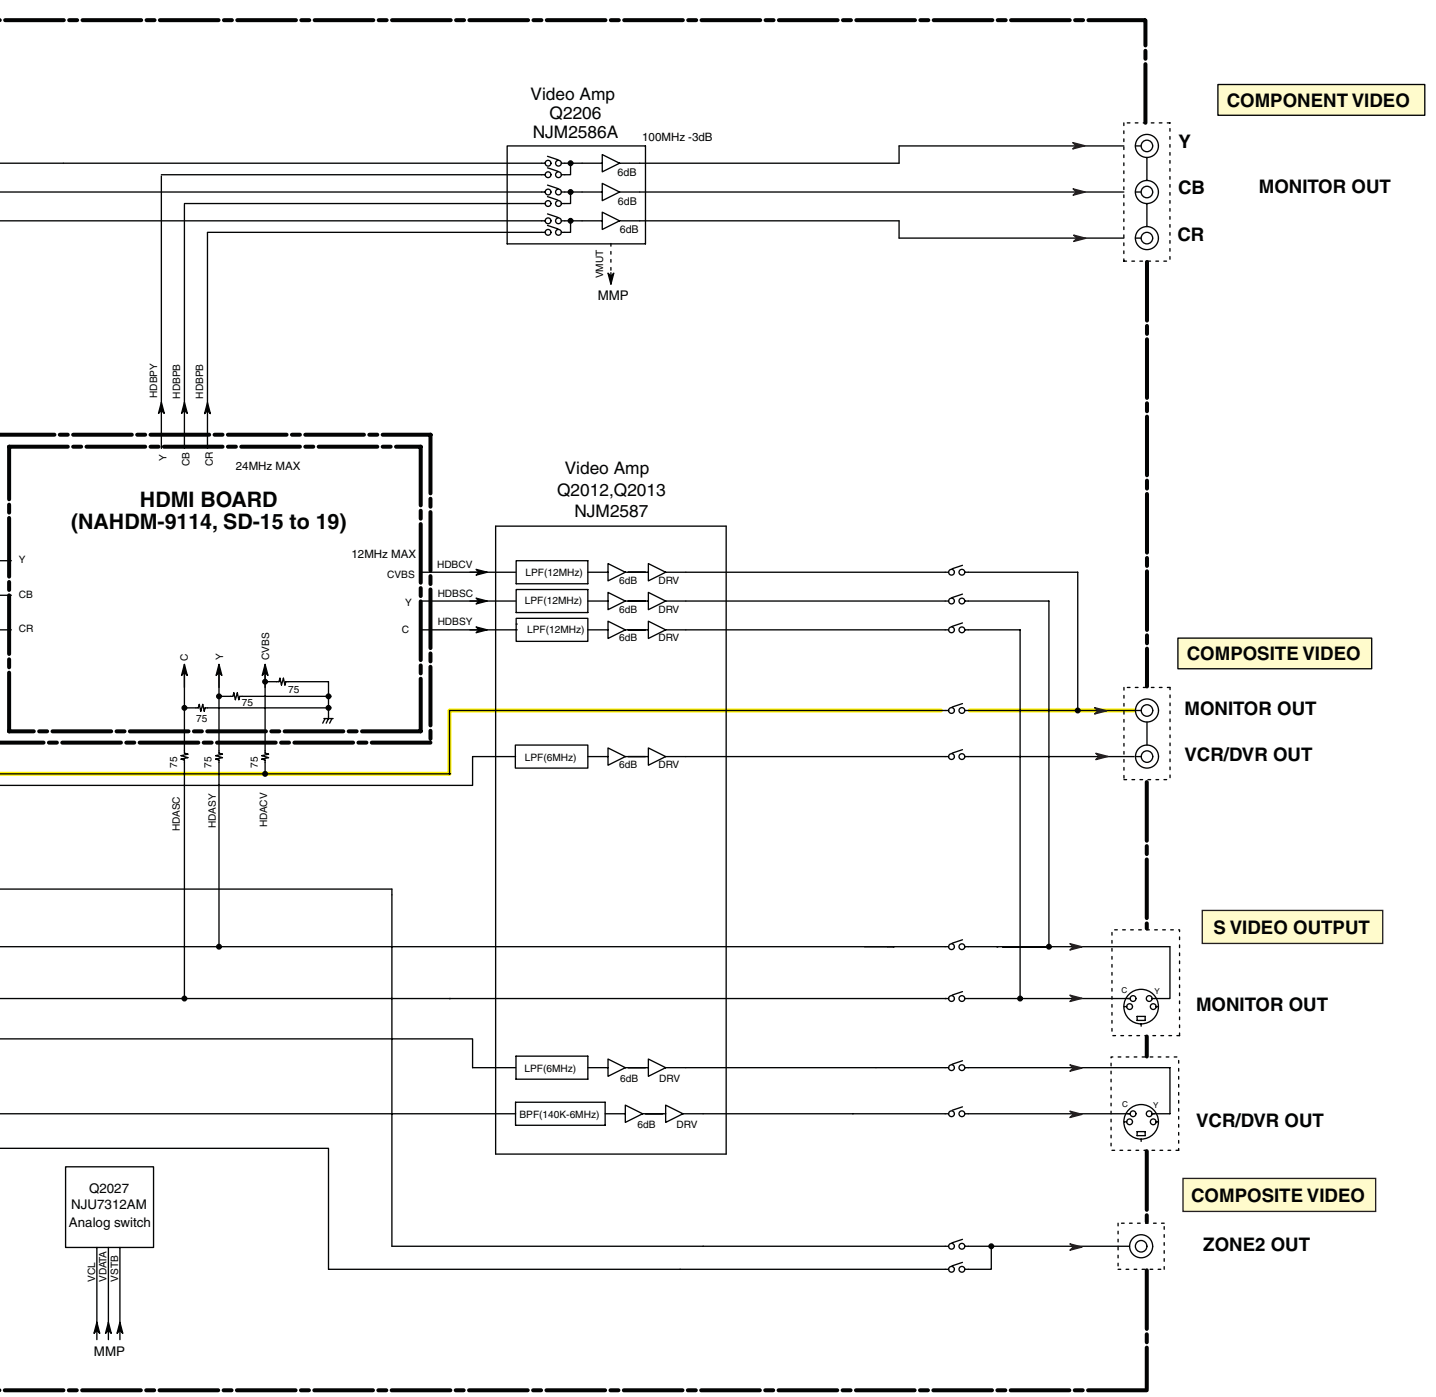 Video Amp
Q2206
NJM2586A
100MHz -3dB
COMPONENT VIDEO
6dB
6dB
6dB
Y
CB
CR
MONITOR OUT
VMUT
MMP
HDBPY
HDBPB
HDBPB
Y
CB
CR
24MHz MAX
HDMI BOARD
(NAHDM-9114, SD-15 to 19)
12MHz MAX
CVBS
Y
C
Y
CB
CR
HDBCV
HDBSC
HDBSY
C
Y
CVBS
75
75
75
75
75
75
HDASC
HDASY
HDACV
Video Amp
Q2012,Q2013
NJM2587
LPF(12MHz)
6dB
DRV
LPF(12MHz)
6dB
DRV
LPF(12MHz)
6dB
DRV
COMPOSITE VIDEO
MONITOR OUT
VCR/DVR OUT
LPF(6MHz)
6dB
DRV
S VIDEO OUTPUT
C
Y
MONITOR OUT
LPF(6MHz)
6dB
DRV
BPF(140K-6MHz)
6dB
DRV
C
Y
VCR/DVR OUT
COMPOSITE VIDEO
ZONE2 OUT
Q2027
NJU7312AM
Analog switch
VCL
VDATA
VSTB
MMP